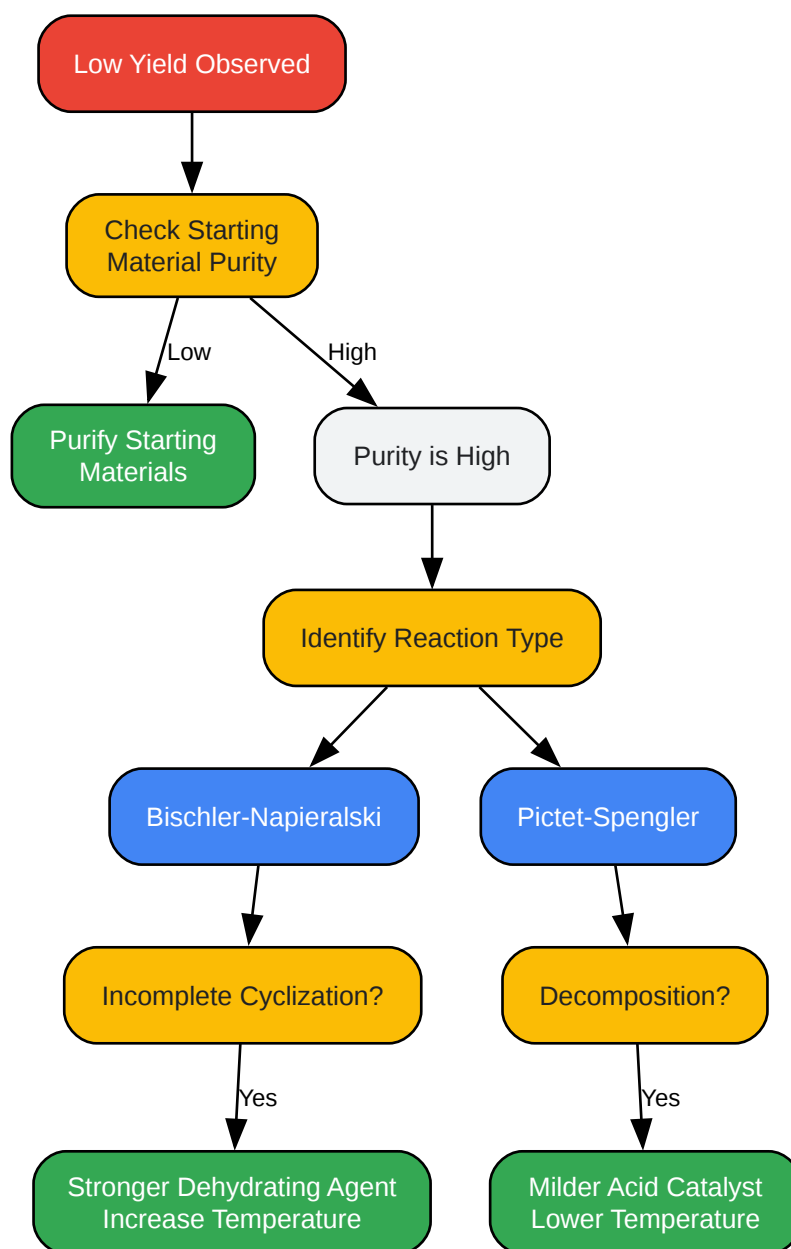 Low Yield Observed
Check Starting
Material Purity
Low
High
Purify Starting
Materials
Purity is High
Identify Reaction Type
Bischler-Napieralski
Pictet-Spengler
Incomplete Cyclization?
Decomposition?
Yes
Yes
Stronger Dehydrating Agent
Increase Temperature
Milder Acid Catalyst
Lower Temperature